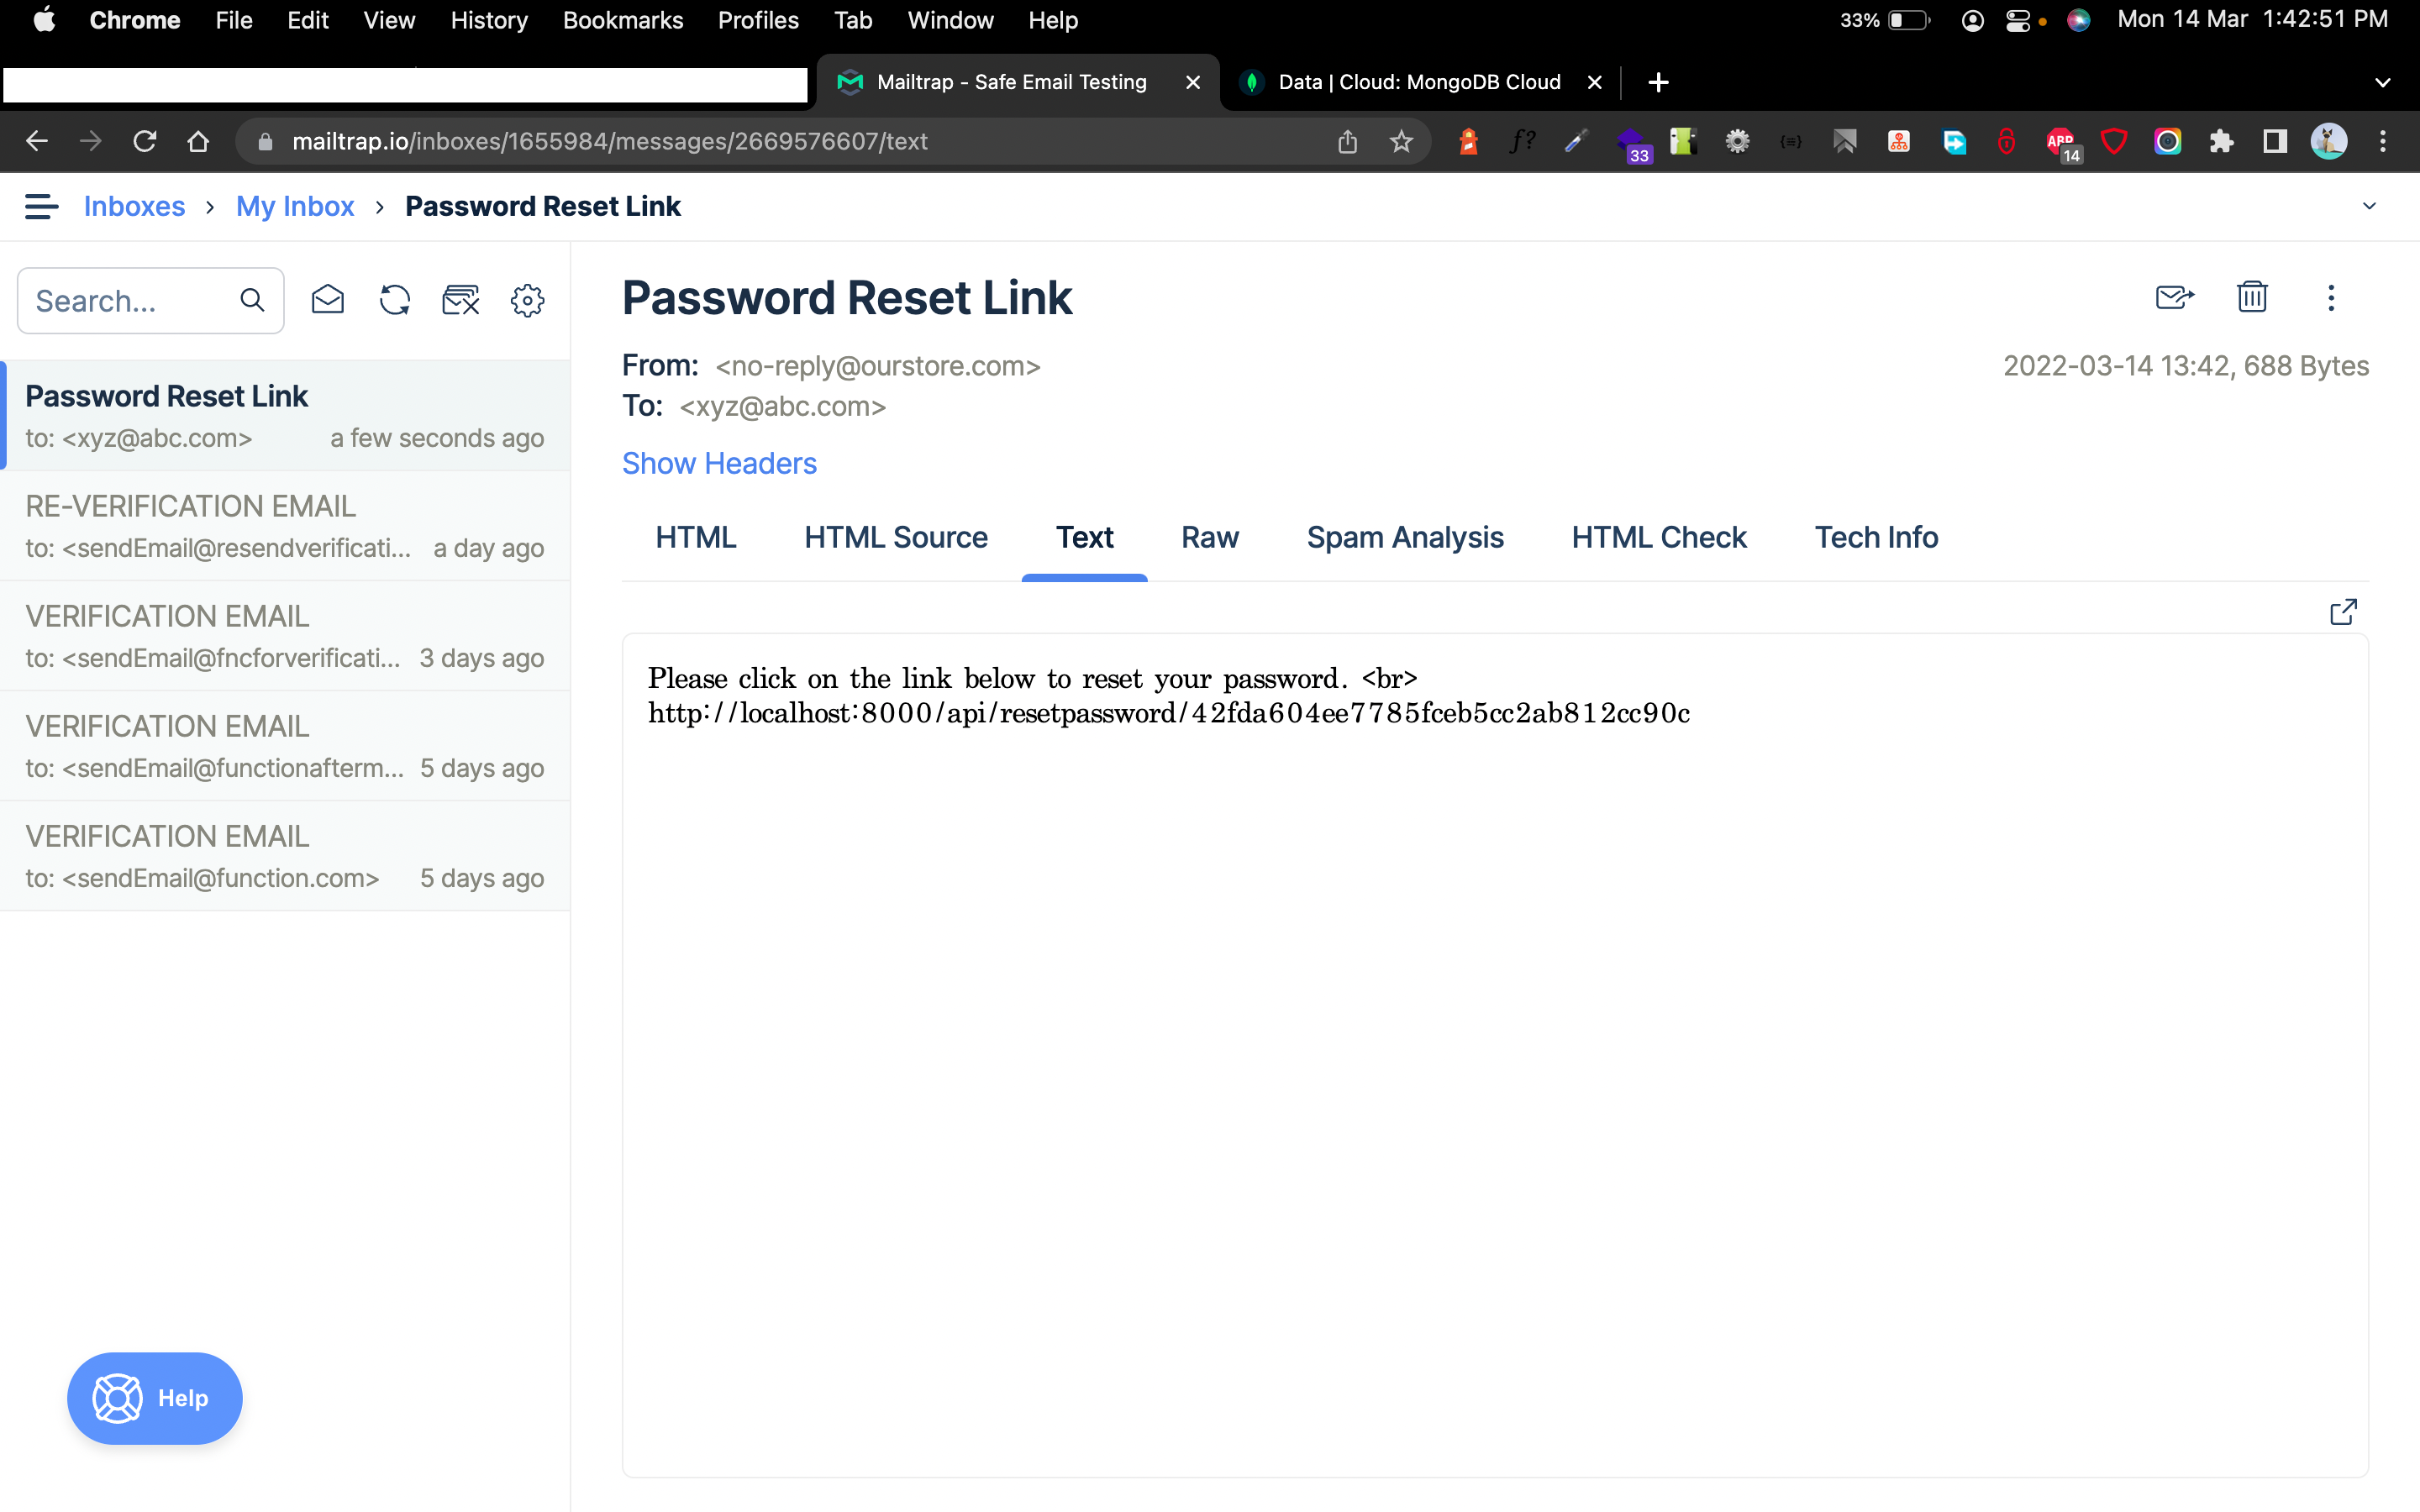 Chrome File Edit View History Bookmarks Profiles Tab Window Help 33% Mon 14 Mar 1:42:51 PM
Mailtrap - Safe Email Testing Data | Cloud: MongoDB Cloud
mailtrap.io/inboxes/1655984/messages/2669576607/text f? 33 {≡} ABP 14
Inboxes > My Inbox > Password Reset Link
Search...
Password Reset Link
to: <xyz@abc.com> a few seconds ago
RE-VERIFICATION EMAIL
to: <sendEmail@resendverificati... a day ago
VERIFICATION EMAIL
to: <sendEmail@fncforverificati... 3 days ago
VERIFICATION EMAIL
to: <sendEmail@functionafterm... 5 days ago
VERIFICATION EMAIL
to: <sendEmail@function.com> 5 days ago
Help
Password Reset Link
From: <no-reply@ourstore.com> 2022-03-14 13:42, 688 Bytes
To: <xyz@abc.com>
Show Headers
HTML HTML Source Text Raw Spam Analysis HTML Check Tech Info
Please click on the link below to reset your password. <br>
http://localhost:8000/api/resetpassword/42fda604ee7785fceb5cc2ab812cc90c